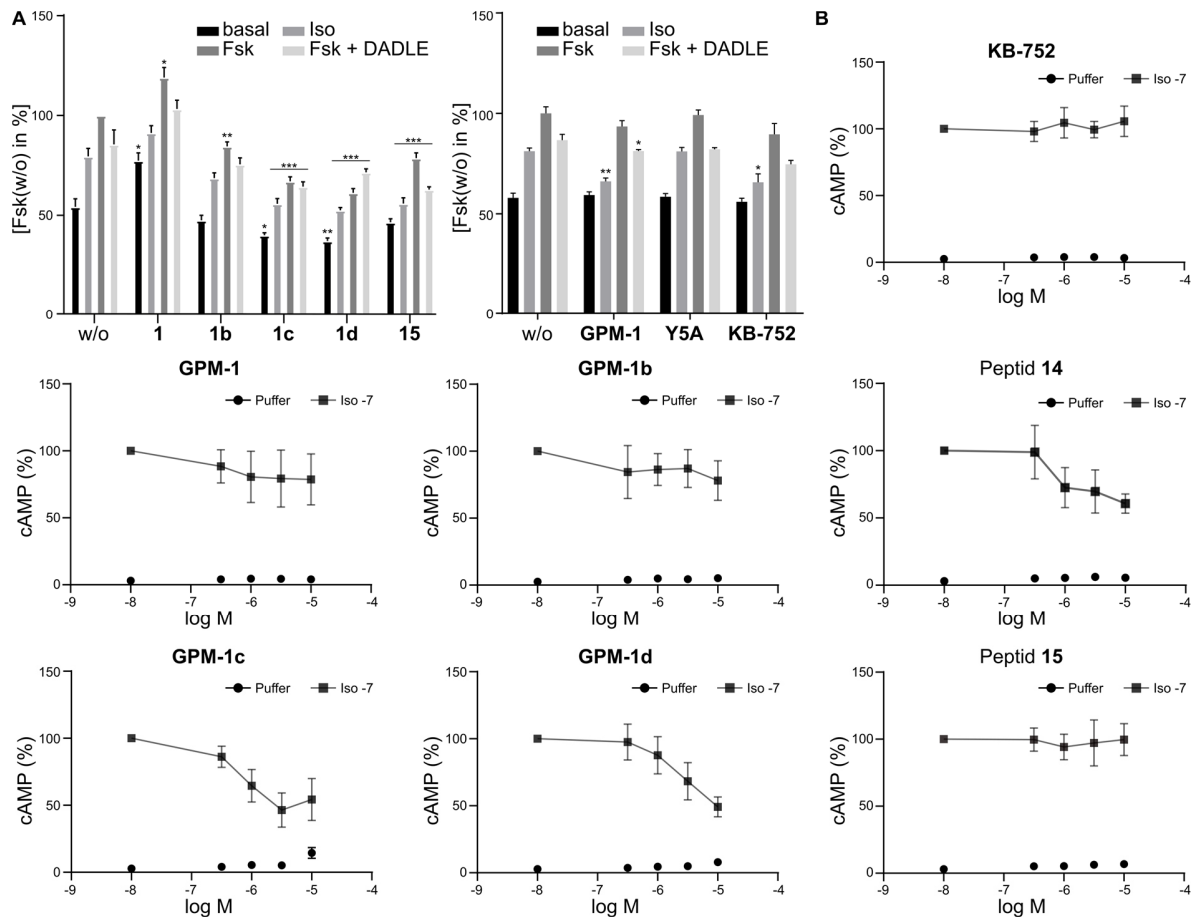 A
150
100
50
0
[Fsk(w/o) in %]
basal Iso
Fsk Fsk + DADLE
* * ** * *** ** *** ***
w/o 1 1b 1c 1d 15
150
100
50
0
[Fsk(w/o) in %]
basal Iso
Fsk Fsk + DADLE
** * *
w/o GPM-1 Y5A KB-752
B
KB-752
Puffer Iso -7
150
100
50
0
cAMP (%)
-9 -8 -7 -6 -5 -4
log M
GPM-1
Puffer Iso -7
150
100
50
0
cAMP (%)
-9 -8 -7 -6 -5 -4
log M
GPM-1b
Puffer Iso -7
150
100
50
0
cAMP (%)
-9 -8 -7 -6 -5 -4
log M
Peptid 14
Puffer Iso -7
150
100
50
0
cAMP (%)
-9 -8 -7 -6 -5 -4
log M
GPM-1c
Puffer Iso -7
150
100
50
0
cAMP (%)
-9 -8 -7 -6 -5 -4
log M
GPM-1d
Puffer Iso -7
150
100
50
0
cAMP (%)
-9 -8 -7 -6 -5 -4
log M
Peptid 15
Puffer Iso -7
150
100
50
0
cAMP (%)
-9 -8 -7 -6 -5 -4
log M